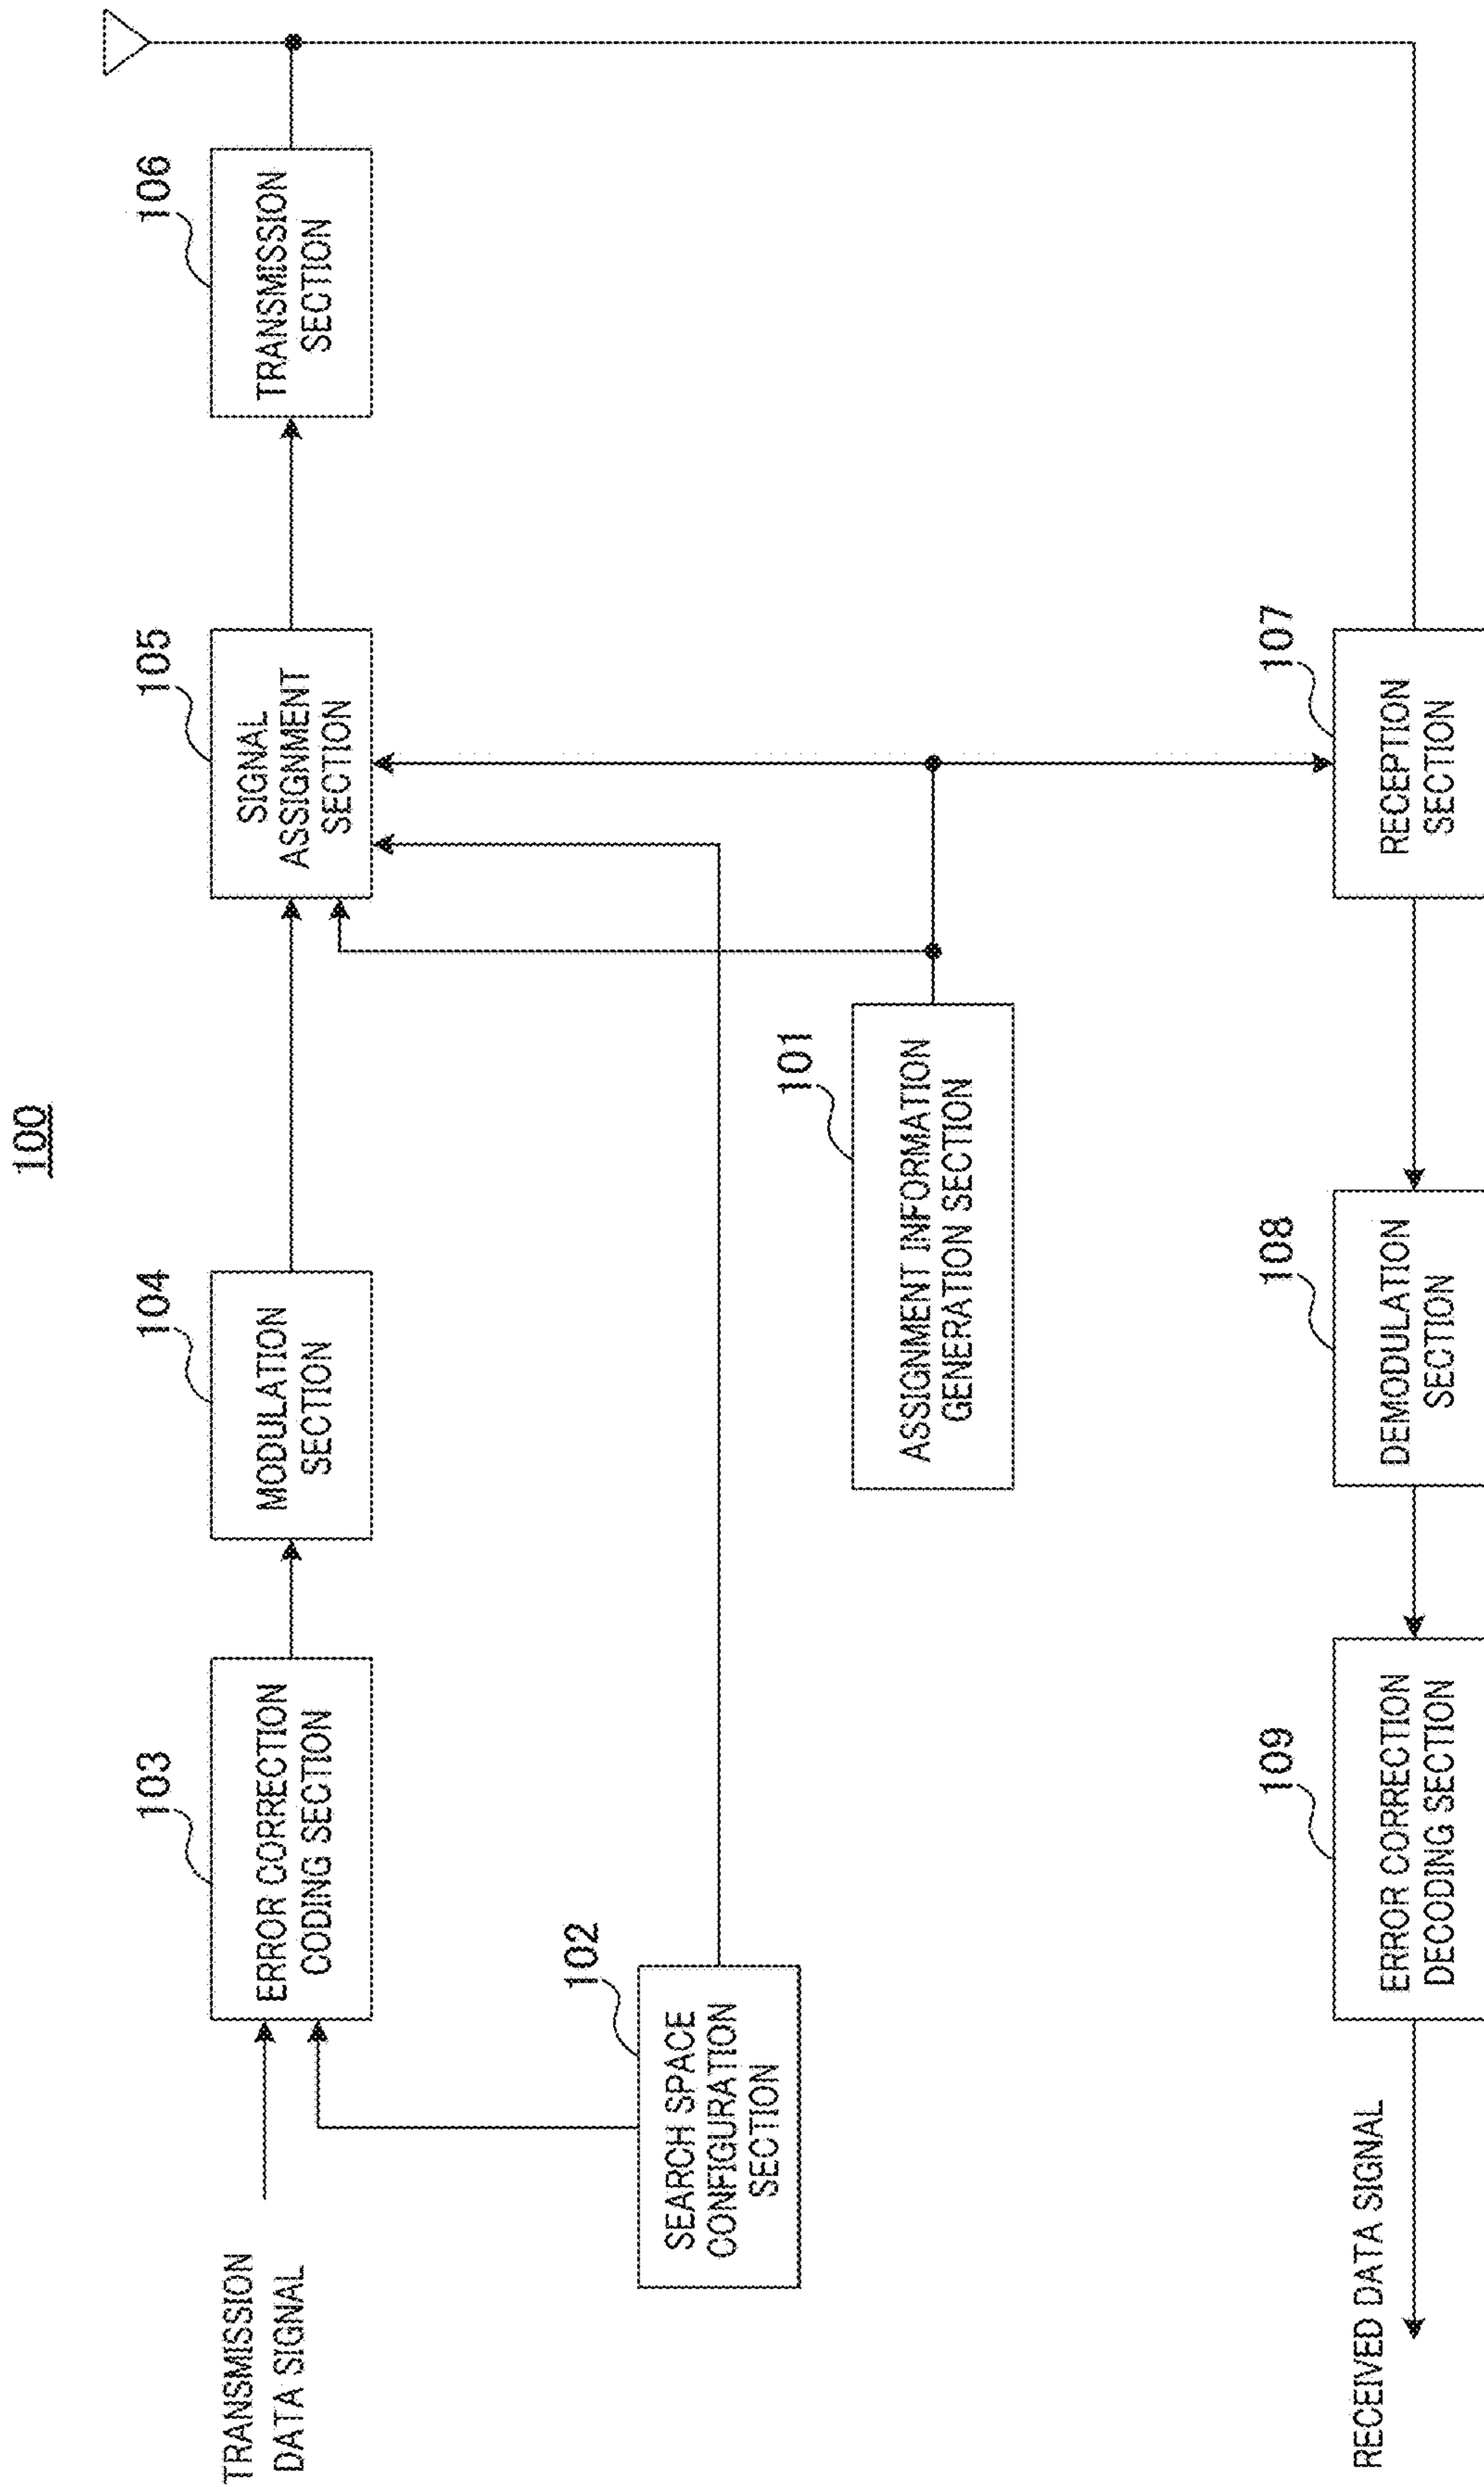 100
TRANSMISSION
DATA SIGNAL
103
ERROR CORRECTION
CODING SECTION
104
MODULATION
SECTION
105
SIGNAL
ASSIGNMENT
SECTION
106
TRANSMISSION
SECTION
102
SEARCH SPACE
CONFIGURATION
SECTION
101
ASSIGNMENT INFORMATION
GENERATION SECTION
RECEIVED DATA SIGNAL
109
ERROR CORRECTION
DECODING SECTION
108
DEMODULATION
SECTION
107
RECEPTION
SECTION